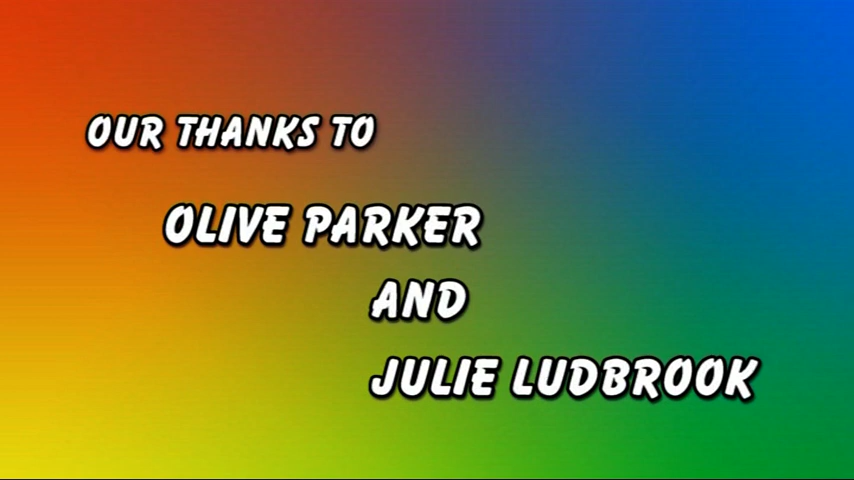 OUR THANKS TO
OLIVE PARKER
AND
JULIE LUDBROOK